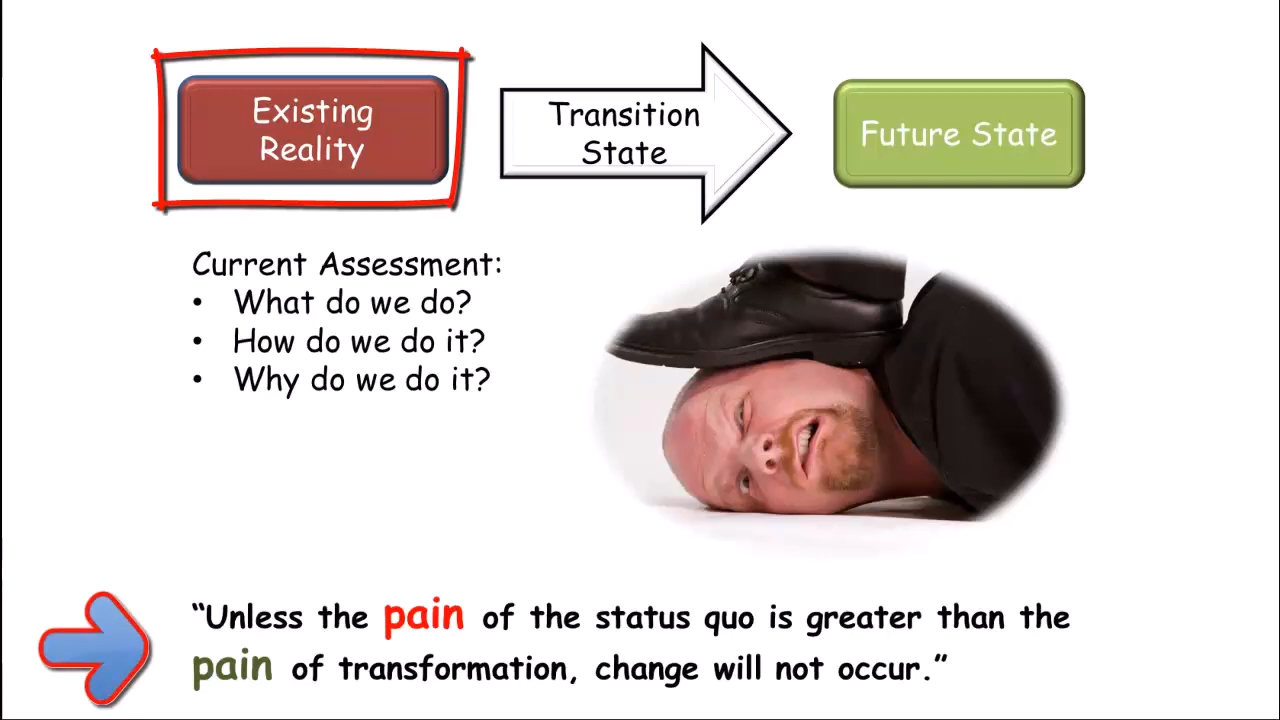 Existing
Reality
Transition
State
Future State
Current Assessment:
• What do we do?
• How do we do it?
• Why do we do it?
“Unless the pain of the status quo is greater than the
pain of transformation, change will not occur.”